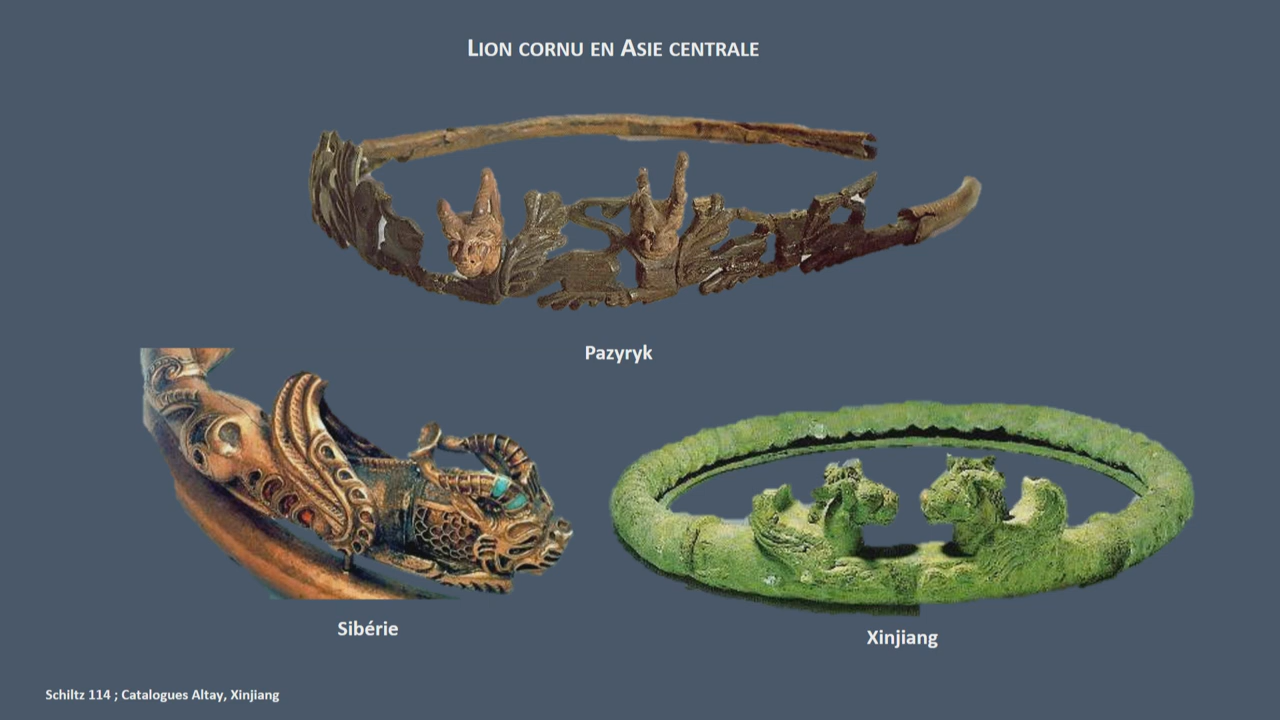 LION CORNU EN ASIE CENTRALE
Pazyryk
Sibérie
Xinjiang
Schiltz 114 ; Catalogues Altay, Xinjiang